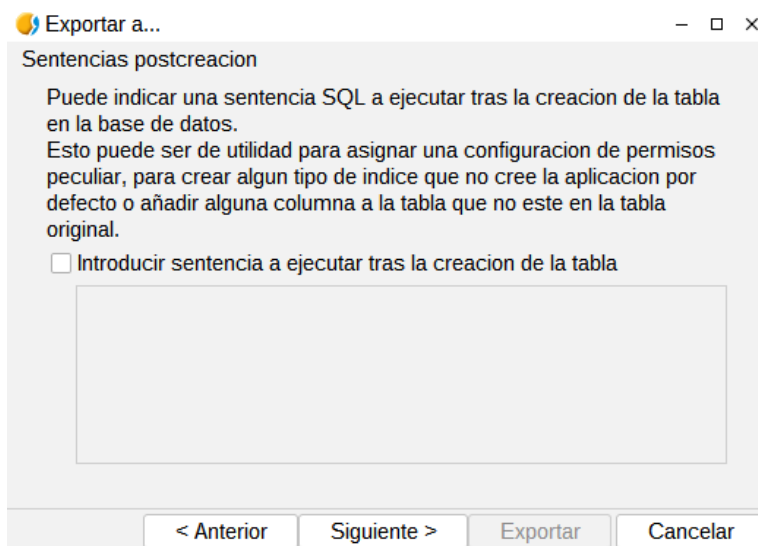 Exportar a...
Sentencias postcreacion
Puede indicar una sentencia SQL a ejecutar tras la creacion de la tabla
en la base de datos.
Esto puede ser de utilidad para asignar una configuracion de permisos
peculiar, para crear algun tipo de indice que no cree la aplicacion por
defecto o añadir alguna columna a la tabla que no este en la tabla
original.
Introducir sentencia a ejecutar tras la creacion de la tabla
< Anterior Siguiente > Exportar Cancelar